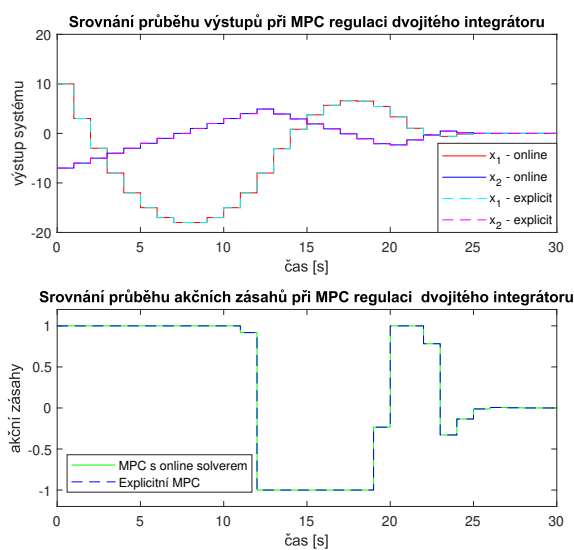 Srovnání průběhu výstupů při MPC regulaci dvojitého integrátoru
20
10
0
-10
-20
výstup systému
x1 - online
x2 - online
x1 - explicit
x2 - explicit
0 5 10 15 20 25 30
čas [s]
Srovnání průběhu akčních zásahů při MPC regulaci dvojitého integrátoru
1
0.5
0
-0.5
-1
akční zásahy
MPC s online solverem
Explicitní MPC
0 5 10 15 20 25 30
čas [s]